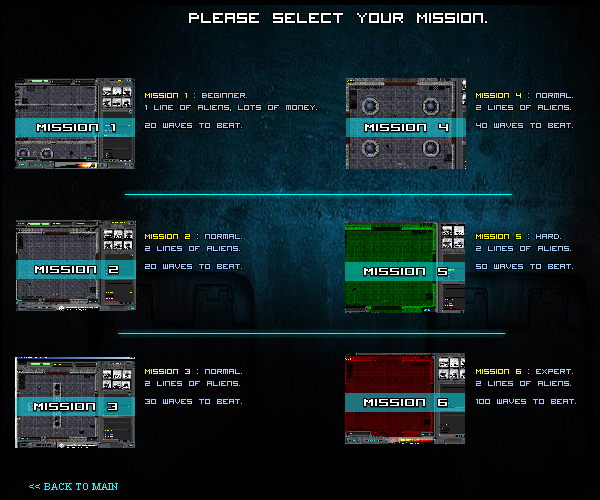 PLEASE SELECT YOUR MISSION.
MISSION 1
MISSION 1 : BEGINNER.
1 LINE OF ALIENS, LOTS OF MONEY.
20 WAVES TO BEAT.
MISSION 4
MISSION 4 : NORMAL.
2 LINES OF ALIENS.
40 WAVES TO BEAT.
MISSION 2
MISSION 2 : NORMAL.
2 LINES OF ALIENS.
20 WAVES TO BEAT.
MISSION 5
MISSION 5 : HARD.
2 LINES OF ALIENS.
50 WAVES TO BEAT.
MISSION 3
MISSION 3 : NORMAL.
2 LINES OF ALIENS.
30 WAVES TO BEAT.
MISSION 6
MISSION 6 : EXPERT.
2 LINES OF ALIENS.
100 WAVES TO BEAT.
<< BACK TO MAIN